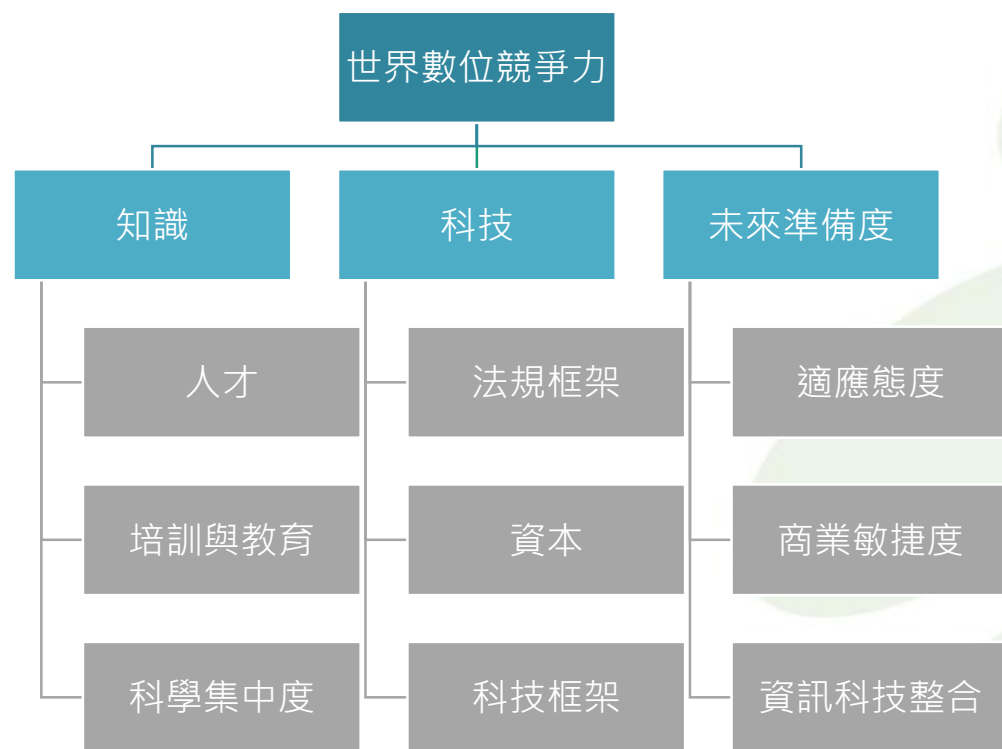 世界數位競爭力
知識
科技
未來準備度
人才
法規框架
適應態度
培訓與教育
資本
商業敏捷度
科學集中度
科技框架
資訊科技整合